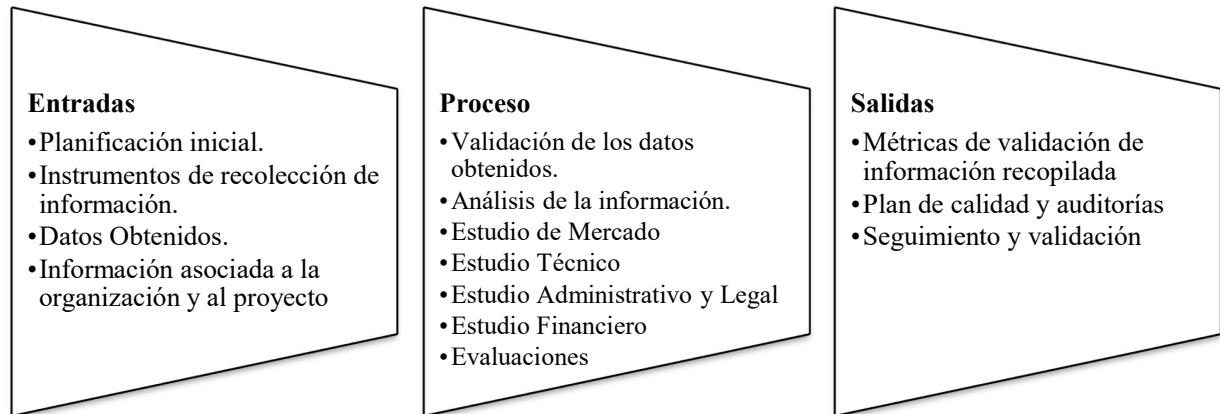 Entradas
•Planificación inicial.
•Instrumentos de recolección de
información.
•Datos Obtenidos.
•Información asociada a la
organización y al proyecto
Proceso
•Validación de los datos
obtenidos.
•Análisis de la información.
•Estudio de Mercado
•Estudio Técnico
•Estudio Administrativo y Legal
•Estudio Financiero
•Evaluaciones
Salidas
•Métricas de validación de
información recopilada
•Plan de calidad y auditorías
•Seguimiento y validación